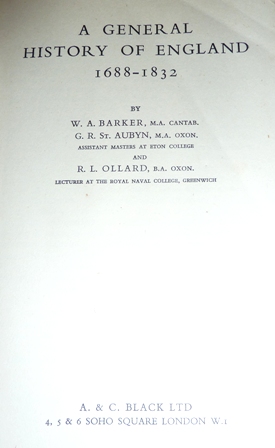 A GENERAL
HISTORY OF ENGLAND
1688-1832
BY
W. A. BARKER, M.A. CANTAB.
G. R. St. AUBYN, M.A. OXON.
ASSISTANT MASTERS AT ETON COLLEGE
AND
R. L. OLLARD, B.A. OXON.
LECTURER AT THE ROYAL NAVAL COLLEGE, GREENWICH
A. & C. BLACK LTD
4, 5 & 6 SOHO SQUARE LONDON W.1